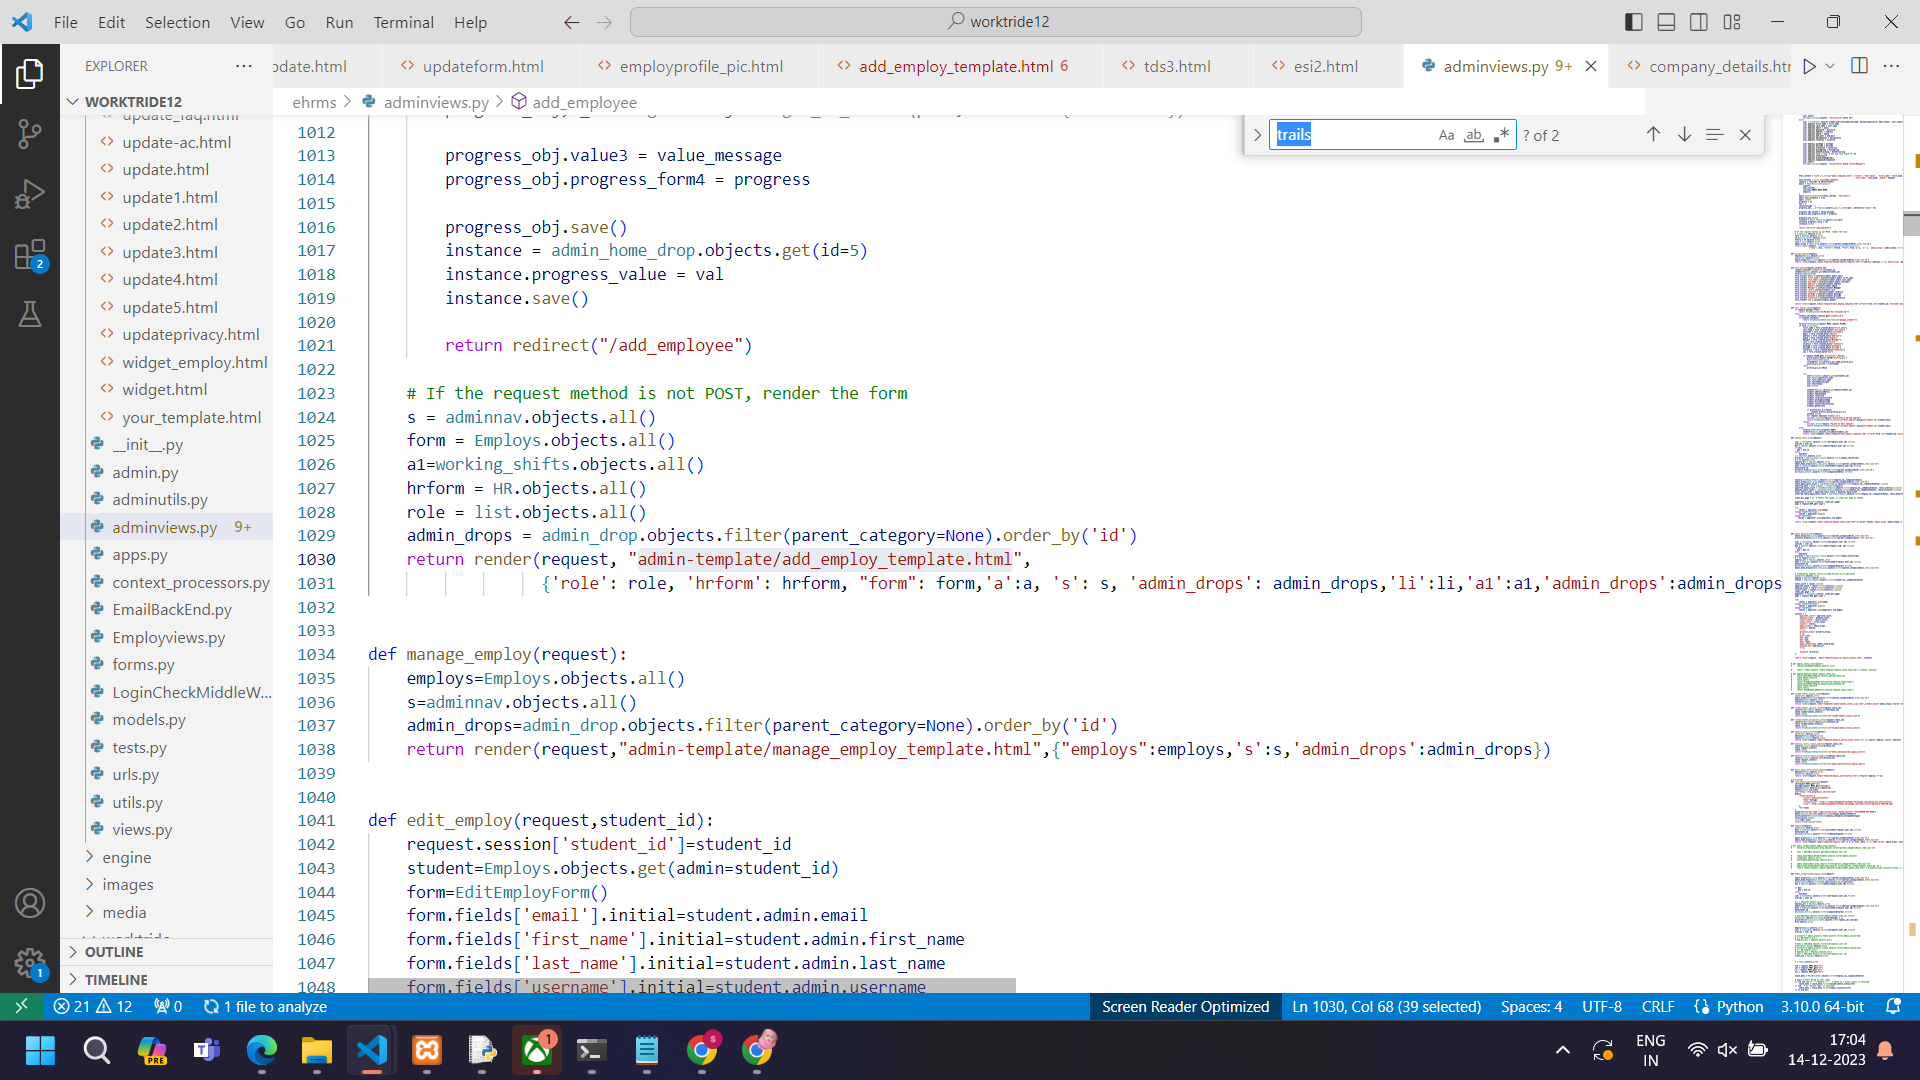 File Edit Selection View Go Run Terminal Help
worktride12
EXPLORER
pdate.html
updateform.html
employprofile_pic.html
add_employ_template.html 6
tds3.html
esi2.html
adminviews.py 9+
company_details.htm
WORKTRIDE12
ehrms > adminviews.py > add_employee
trails
Aa ab .* ? of 2
update_faq.html
update-ac.html
update.html
update1.html
update2.html
update3.html
update4.html
update5.html
updateprivacy.html
widget_employ.html
widget.html
your_template.html
__init__.py
admin.py
adminutils.py
adminviews.py 9+
apps.py
context_processors.py
EmailBackEnd.py
Employviews.py
forms.py
LoginCheckMiddleW...
models.py
tests.py
urls.py
utils.py
views.py
engine
images
media
OUTLINE
TIMELINE
1012
1013 progress_obj.value3 = value_message
1014 progress_obj.progress_form4 = progress
1015
1016 progress_obj.save()
1017 instance = admin_home_drop.objects.get(id=5)
1018 instance.progress_value = val
1019 instance.save()
1020
1021 return redirect("/add_employee")
1022
1023 # If the request method is not POST, render the form
1024 s = adminnav.objects.all()
1025 form = Employs.objects.all()
1026 a1=working_shifts.objects.all()
1027 hrform = HR.objects.all()
1028 role = list.objects.all()
1029 admin_drops = admin_drop.objects.filter(parent_category=None).order_by('id')
1030 return render(request, "admin-template/add_employ_template.html",
1031 {'role': role, 'hrform': hrform, "form": form,'a':a, 's': s, 'admin_drops': admin_drops,'li':li,'a1':a1,'admin_drops':admin_drops
1032
1033
1034 def manage_employ(request):
1035 employs=Employs.objects.all()
1036 s=adminnav.objects.all()
1037 admin_drops=admin_drop.objects.filter(parent_category=None).order_by('id')
1038 return render(request,"admin-template/manage_employ_template.html",{"employs":employs,'s':s,'admin_drops':admin_drops})
1039
1040
1041 def edit_employ(request,student_id):
1042 request.session['student_id']=student_id
1043 student=Employs.objects.get(admin=student_id)
1044 form=EditEmployForm()
1045 form.fields['email'].initial=student.admin.email
1046 form.fields['first_name'].initial=student.admin.first_name
1047 form.fields['last_name'].initial=student.admin.last_name
1048 form.fields['username'].initial=student.admin.username
2
1
21 12 0 1 file to analyze
Screen Reader Optimized Ln 1030, Col 68 (39 selected) Spaces: 4 UTF-8 CRLF Python 3.10.0 64-bit
PRE
1
S
ENG
IN
17:04
14-12-2023